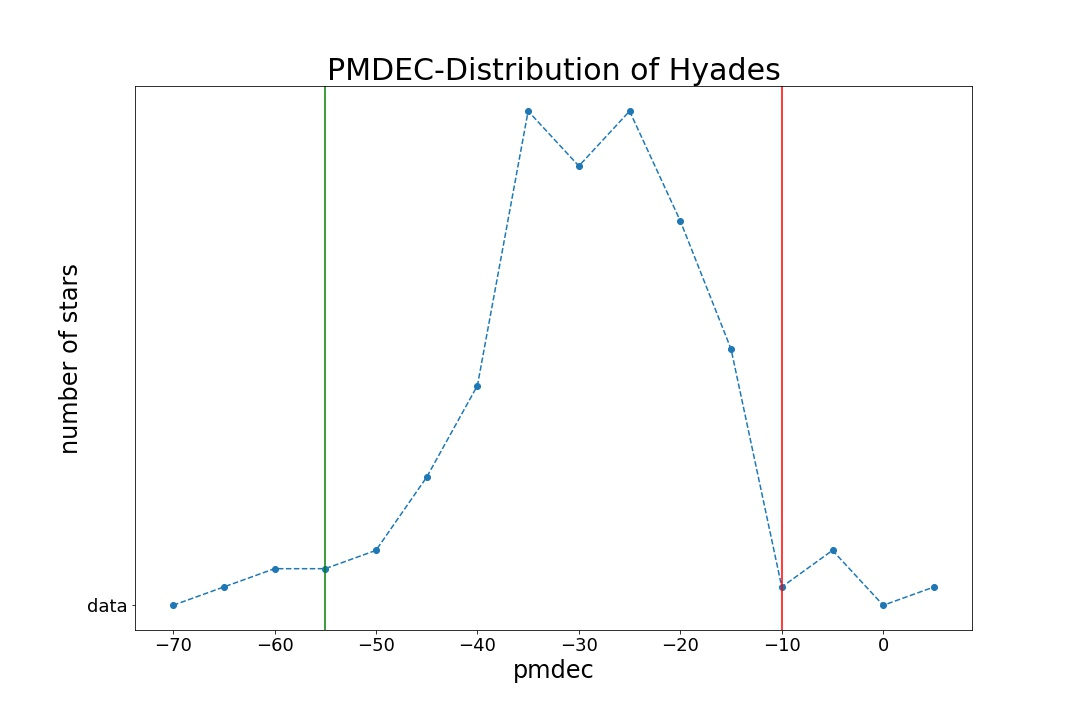 PMDEC-Distribution of Hyades
number of stars
data
−70 −60 −50 −40 −30 −20 −10 0
pmdec